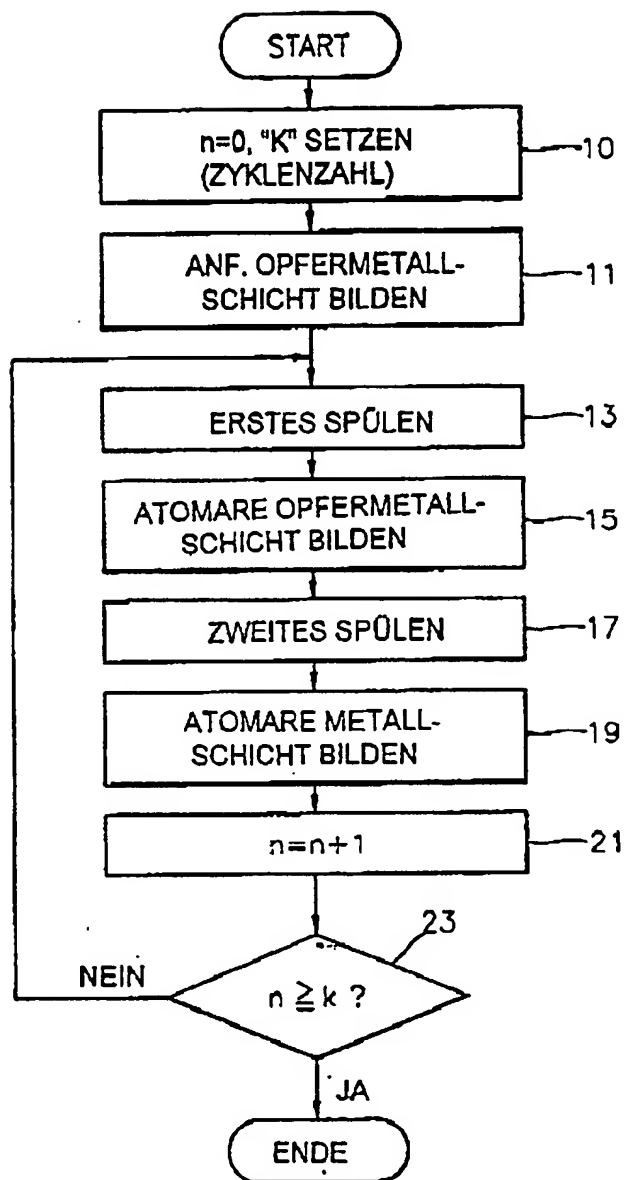 START
n=0, "K" SETZEN
(ZYKLENZAHL)
10
ANF. OPFERMETALL-
SCHICHT BILDEN
11
ERSTES SPÜLEN
13
ATOMARE OPFERMETALL-
SCHICHT BILDEN
15
ZWEITES SPÜLEN
17
ATOMARE METALL-
SCHICHT BILDEN
19
n=n+1
21
23
NEIN
n ≧ k ?
JA
ENDE